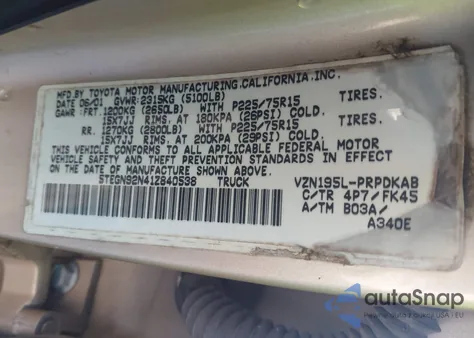 MFD.BY TOYOTA MOTOR MANUFACTURING.CALIFORNIA.INC.
DATE 06/01 GVWR:2315KG (5100LB)
GAWR: FRT. 1200KG (2650LB) WITH P225/75R15 TIRES.
15X7JJ RIMS. AT 180KPA (26PSI) COLD.
RR. 1270KG (2800LB) WITH P225/75R15 TIRES.
15X7JJ RIMS. AT 200KPA (29PSI) COLD.
THIS VEHICLE CONFORMS TO ALL APPLICABLE FEDERAL MOTOR
VEHICLE SAFETY AND THEFT PREVENTION STANDARDS IN EFFECT
ON THE DATE OF MANUFACTURE SHOWN ABOVE.
5TEGN92N41Z840538 TRUCK VZN195L-PRPDKAB
C/TR 4P7/FK45
A/TM B03A/
A340E
autoSnap